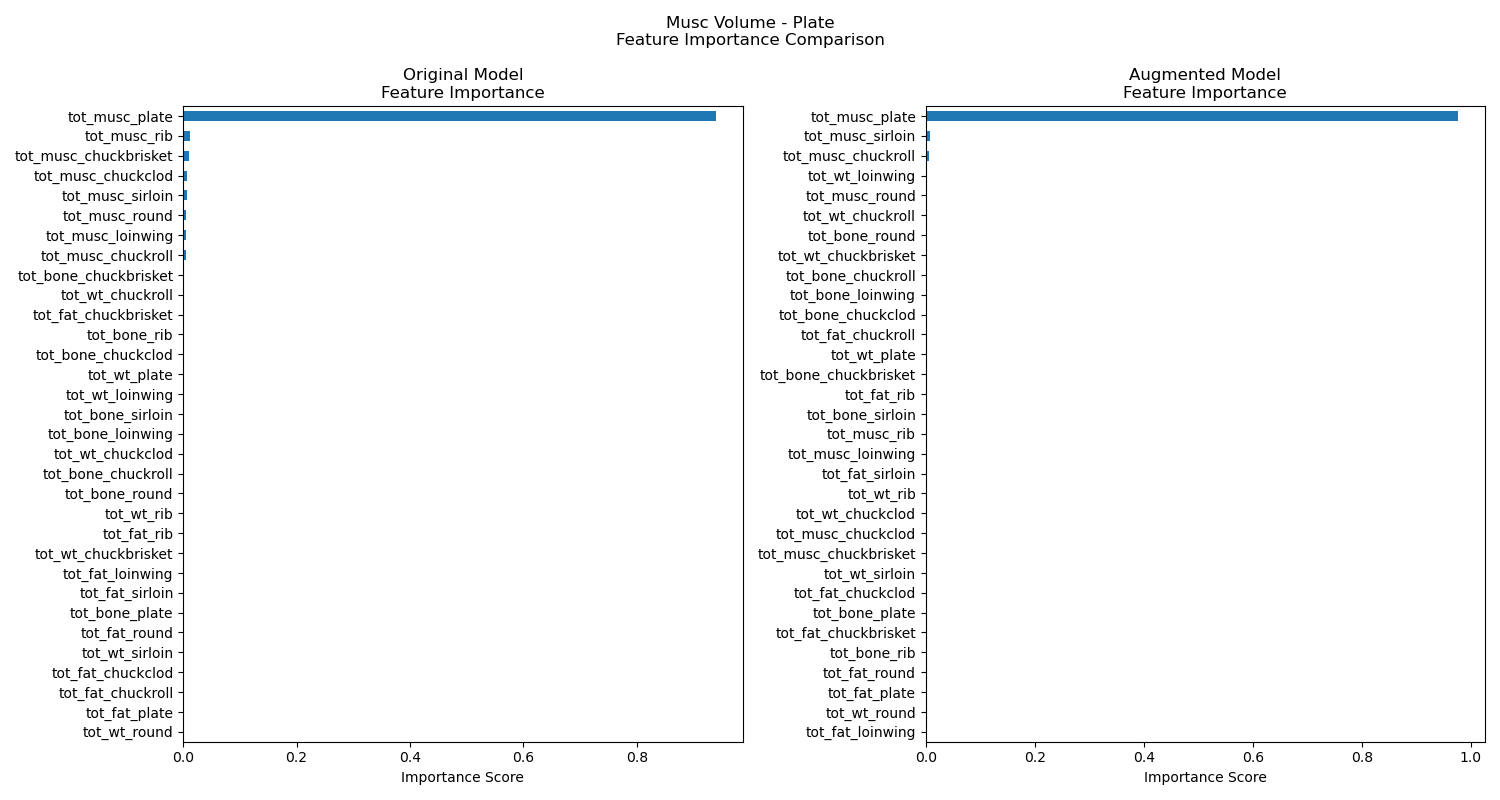 Musc Volume - Plate
Feature Importance Comparison
Original Model
Feature Importance
tot_musc_plate
tot_musc_rib
tot_musc_chuckbrisket
tot_musc_chuckclod
tot_musc_sirloin
tot_musc_round
tot_musc_loinwing
tot_musc_chuckroll
tot_bone_chuckbrisket
tot_wt_chuckroll
tot_fat_chuckbrisket
tot_bone_rib
tot_bone_chuckclod
tot_wt_plate
tot_wt_loinwing
tot_bone_sirloin
tot_bone_loinwing
tot_wt_chuckclod
tot_bone_chuckroll
tot_bone_round
tot_wt_rib
tot_fat_rib
tot_wt_chuckbrisket
tot_fat_loinwing
tot_fat_sirloin
tot_bone_plate
tot_fat_round
tot_wt_sirloin
tot_fat_chuckclod
tot_fat_chuckroll
tot_fat_plate
tot_wt_round
0.0 0.2 0.4 0.6 0.8
Importance Score
Augmented Model
Feature Importance
tot_musc_plate
tot_musc_sirloin
tot_musc_chuckroll
tot_wt_loinwing
tot_musc_round
tot_wt_chuckroll
tot_bone_round
tot_wt_chuckbrisket
tot_bone_chuckroll
tot_bone_loinwing
tot_bone_chuckclod
tot_fat_chuckroll
tot_wt_plate
tot_bone_chuckbrisket
tot_fat_rib
tot_bone_sirloin
tot_musc_rib
tot_musc_loinwing
tot_fat_sirloin
tot_wt_rib
tot_wt_chuckclod
tot_musc_chuckclod
tot_musc_chuckbrisket
tot_wt_sirloin
tot_fat_chuckclod
tot_bone_plate
tot_fat_chuckbrisket
tot_bone_rib
tot_fat_round
tot_fat_plate
tot_wt_round
tot_fat_loinwing
0.0 0.2 0.4 0.6 0.8 1.0
Importance Score